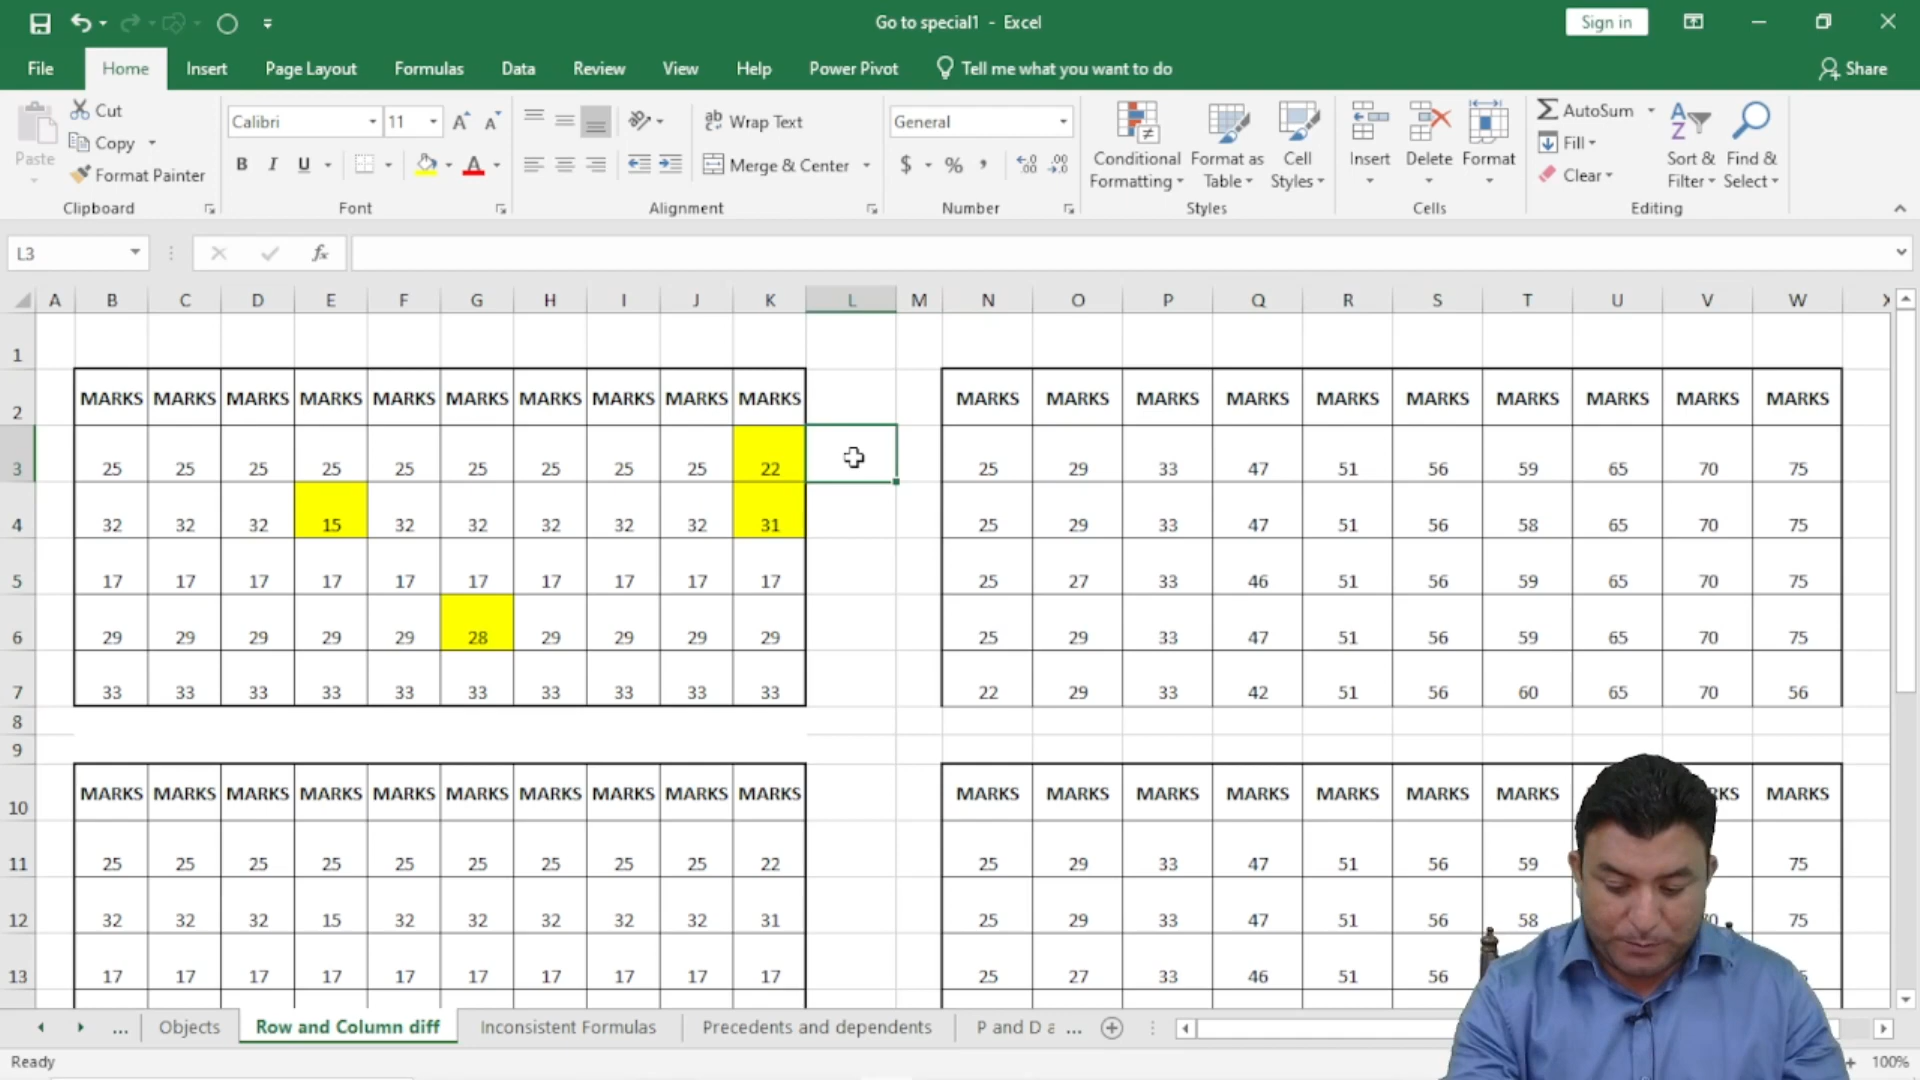 Go to special1 - Excel
Sign in
File Home Insert Page Layout Formulas Data Review View Help Power Pivot Tell me what you want to do Share
Paste
Cut
Copy
Format Painter
Clipboard
Calibri 11
B I U
Font
ab Wrap Text
Merge & Center
Alignment
General
$ % ,
Number
Conditional Formatting
Format as Table
Cell Styles
Styles
Insert Delete Format
Cells
AutoSum
Fill
Clear
Sort & Filter
Find & Select
Editing
L3 fx
A B C D E F G H I J K L M N O P Q R S T U V W X
1
2 MARKS MARKS MARKS MARKS MARKS MARKS MARKS MARKS MARKS MARKS MARKS MARKS MARKS MARKS MARKS MARKS MARKS MARKS MARKS MARKS
3 25 25 25 25 25 25 25 25 25 22 25 29 33 47 51 56 59 65 70 75
4 32 32 32 15 32 32 32 32 32 31 25 29 33 47 51 56 58 65 70 75
5 17 17 17 17 17 17 17 17 17 17 25 27 33 46 51 56 59 65 70 75
6 29 29 29 29 29 28 29 29 29 29 25 29 33 47 51 56 59 65 70 75
7 33 33 33 33 33 33 33 33 33 33 22 29 33 42 51 56 60 65 70 56
8
9
10 MARKS MARKS MARKS MARKS MARKS MARKS MARKS MARKS MARKS MARKS MARKS MARKS MARKS MARKS MARKS MARKS MARKS MARKS
11 25 25 25 25 25 25 25 25 25 22 25 29 33 47 51 56 59 75
12 32 32 32 15 32 32 32 32 32 31 25 29 33 47 51 56 58 75
13 17 17 17 17 17 17 17 17 17 17 25 27 33 46 51 56
... Objects Row and Column diff Inconsistent Formulas Precedents and dependents P and D a ...
Ready 100%